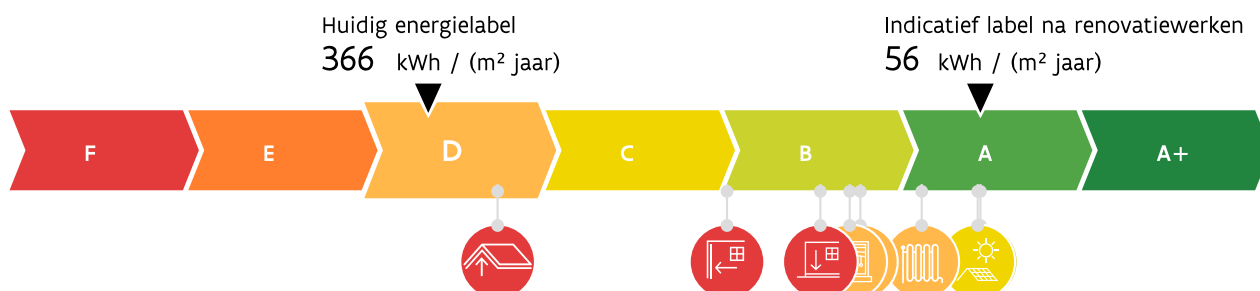 Huidig energielabel
366 kWh / (m² jaar)
Indicatief label na renovatiewerken
56 kWh / (m² jaar)
F E D C B A A+